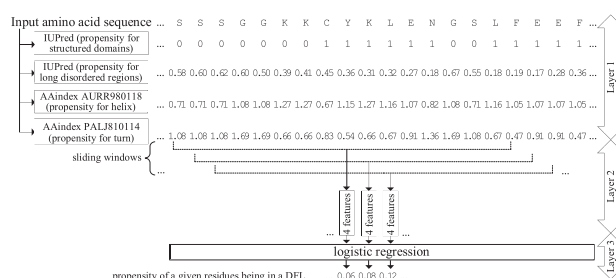 Input amino acid sequence ... S S S G G K K C Y K L E N G S L F E E F ...
IUPred (propensity for structured domains) ... 0 0 0 0 0 0 0 1 1 1 1 1 1 0 0 1 1 1 1 1 ...
IUPred (propensity for long disordered regions) ... 0.58 0.60 0.62 0.60 0.50 0.39 0.41 0.45 0.36 0.31 0.32 0.27 0.18 0.67 0.55 0.18 0.19 0.17 0.28 0.36 ...
AAindex AURR980118 (propensity for helix) ... 0.71 0.71 0.71 1.08 1.08 1.27 1.27 0.67 1.15 1.27 1.16 1.07 0.82 1.08 0.71 1.16 1.05 1.07 1.07 1.05 ...
AAindex PALJ810114 (propensity for turn) ... 1.08 1.08 1.08 1.69 1.69 0.66 0.66 0.83 0.54 0.66 0.67 0.91 1.36 1.69 1.08 0.67 0.47 0.91 0.91 0.47 ...
Layer 1
sliding windows
...
...
Layer 2
... 4 features 4 features 4 features ...
logistic regression
Layer 3
propensity of a given residues being in a DFL 0.06 0.08 0.12